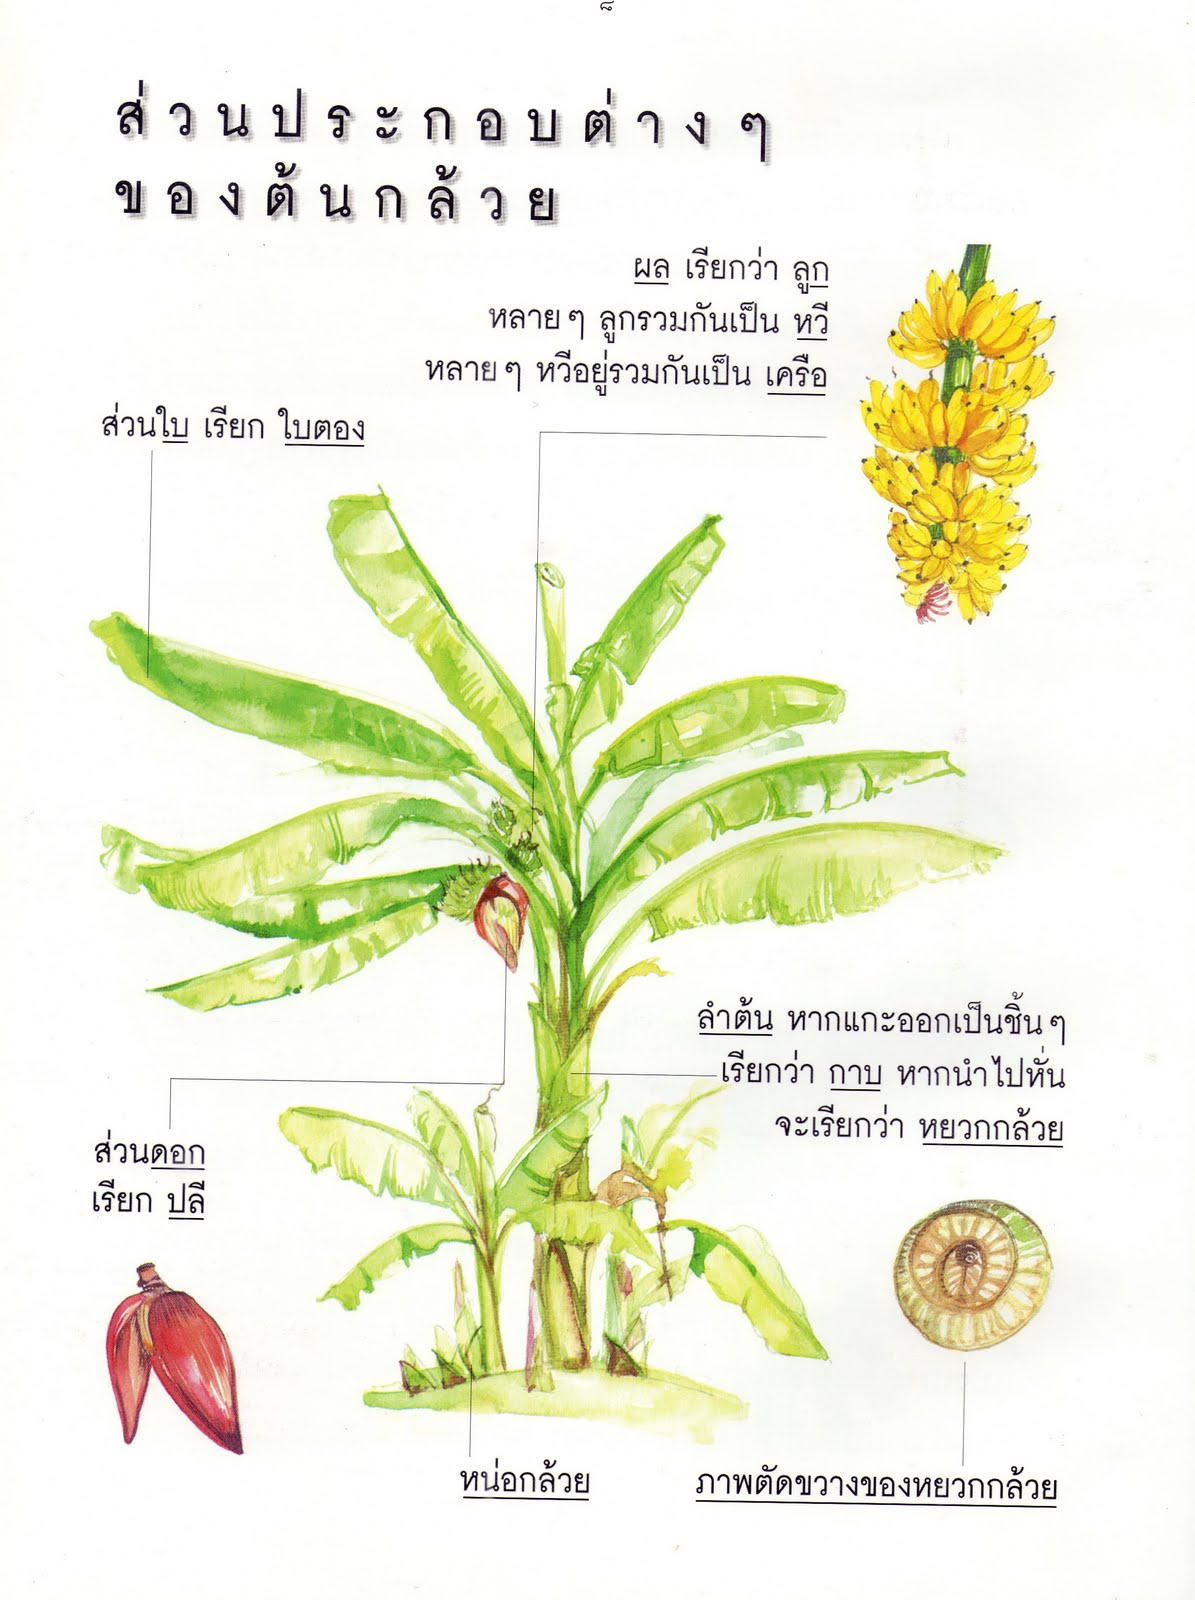 ๘
ส่วนประกอบต่างๆ
ของต้นกล้วย
ผล เรียกว่า ลูก
หลายๆ ลูกรวมกันเป็น หวี
หลายๆ หวีอยู่รวมกันเป็น เครือ
ส่วนใบ เรียก ใบตอง
ลำต้น หากแกะออกเป็นชิ้นๆ
เรียกว่า กาบ หากนำไปหั่น
จะเรียกว่า หยวกกล้วย
ส่วนดอก
เรียก ปลี
หน่อกล้วย
ภาพตัดขวางของหยวกกล้วย